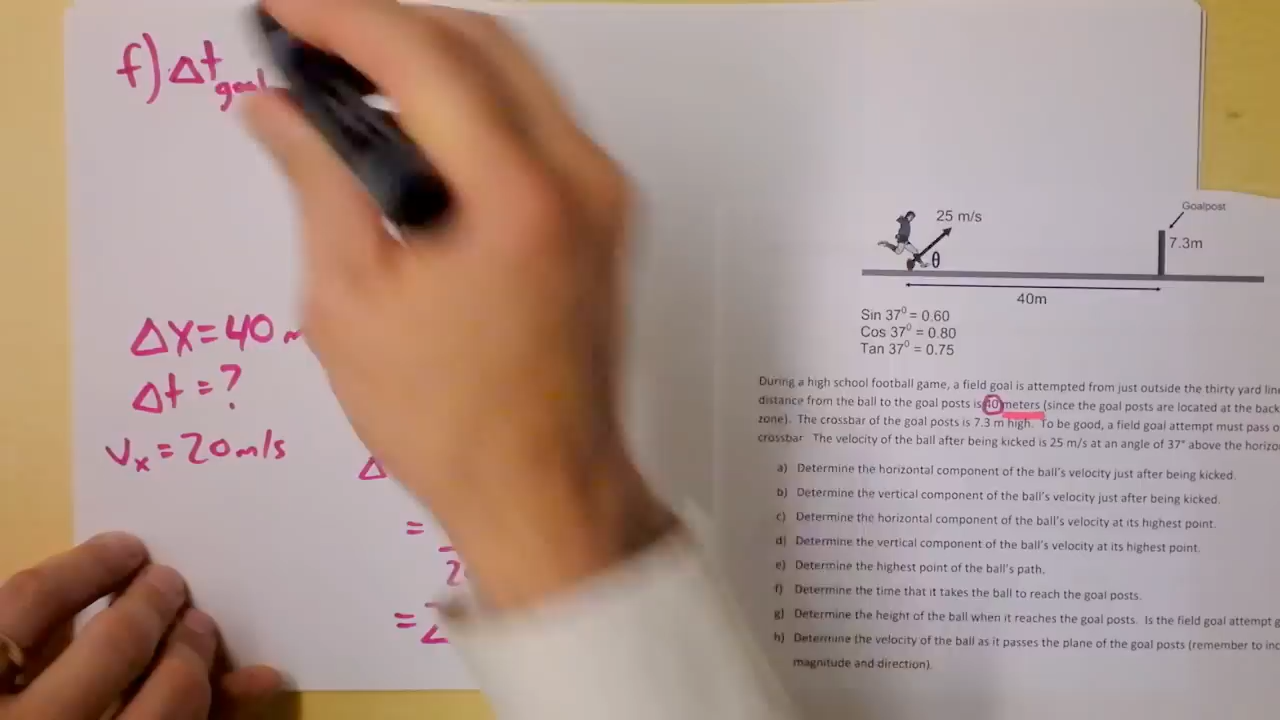 f) Δt goal
Δx = 40 m
Δt = ?
Vx = 20 m/s
Δ
=
2
= 2
Goalpost
25 m/s
θ
7.3m
40m
Sin 37⁰ = 0.60
Cos 37⁰ = 0.80
Tan 37⁰ = 0.75
During a high school football game, a field goal is attempted from just outside the thirty yard
distance from the ball to the goal posts is 40 meters (since the goal posts are located at the back
zone). The crossbar of the goal posts is 7.3 m high. To be good, a field goal attempt must pass
crossbar The velocity of the ball after being kicked is 25 m/s at an angle of 37° above the
a) Determine the horizontal component of the ball's velocity just after being kicked.
b) Determine the vertical component of the ball's velocity just after being kicked.
c) Determine the horizontal component of the ball's velocity at its highest point.
d) Determine the vertical component of the ball's velocity at its highest point.
e) Determine the highest point of the ball's path.
f) Determine the time that it takes the ball to reach the goal posts.
g) Determine the height of the ball when it reaches the goal posts. Is the field goal attempt
h) Determine the velocity of the ball as it passes the plane of the goal posts (remember to
magnitude and direction).